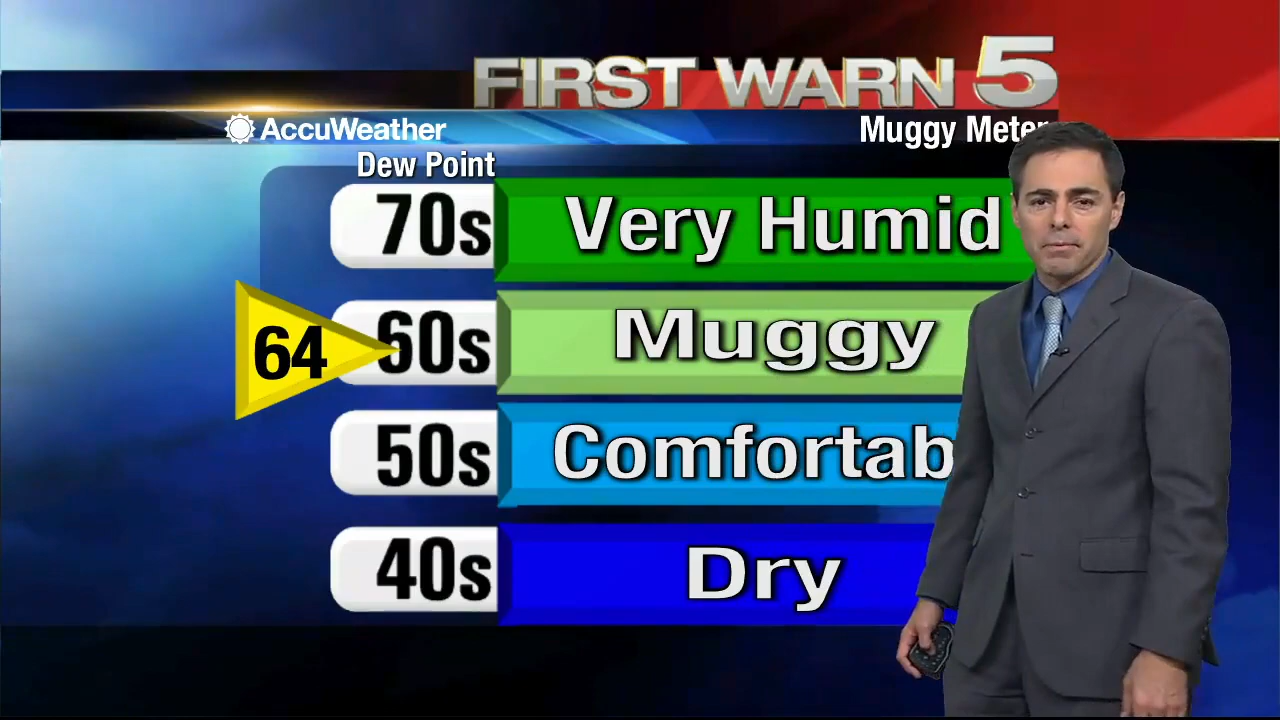 FIRST WARN 5
AccuWeather
Muggy Meter
Dew Point
70s Very Humid
64 60s Muggy
50s Comfortab
40s Dry